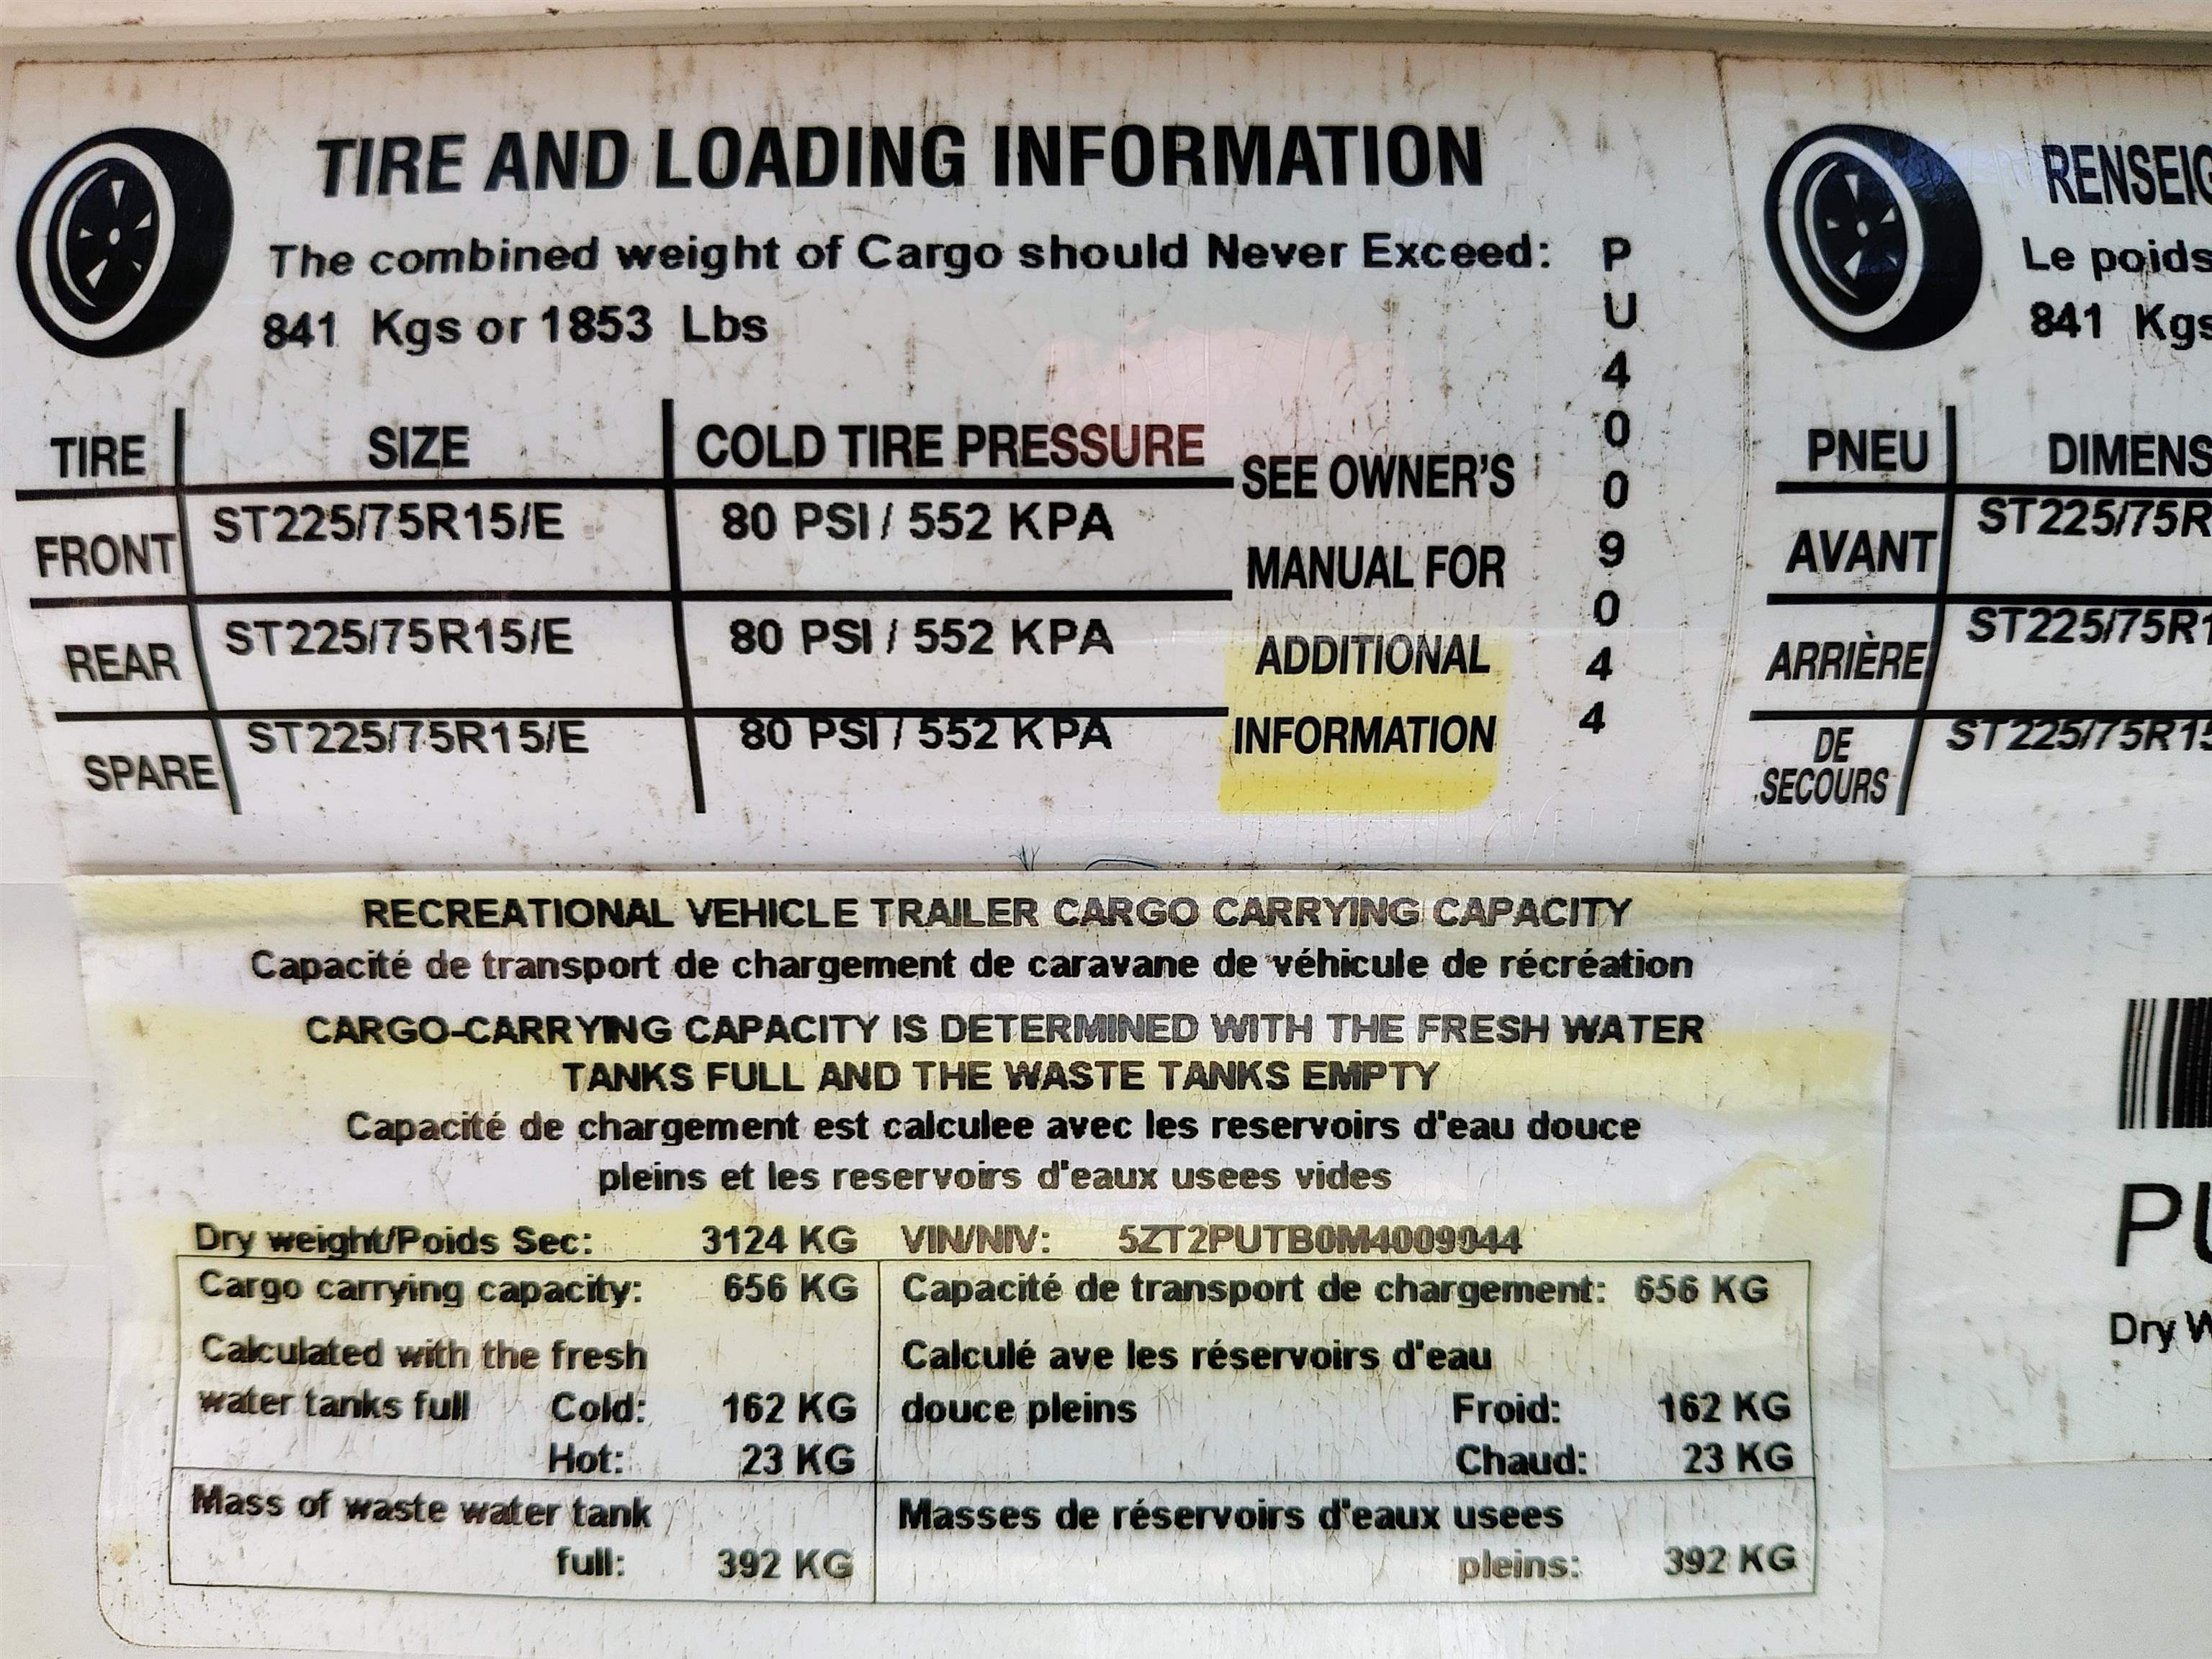 TIRE AND LOADING INFORMATION
The combined weight of Cargo should Never Exceed:
841 Kgs or 1853 Lbs
TIRE SIZE COLD TIRE PRESSURE
FRONT ST225/75R15/E 80 PSI / 552 KPA
REAR ST225/75R15/E 80 PSI / 552 KPA
SPARE ST225/75R15/E 80 PSI / 552 KPA
SEE OWNER'S
MANUAL FOR
ADDITIONAL
INFORMATION
PU4009044
RENSEIG
Le poids
841 Kgs
PNEU DIMENS
AVANT ST225/75R
ARRIÈRE ST225/75R1
DE SECOURS ST225/75R15
RECREATIONAL VEHICLE TRAILER CARGO CARRYING CAPACITY
Capacité de transport de chargement de caravane de véhicule de récréation
CARGO-CARRYING CAPACITY IS DETERMINED WITH THE FRESH WATER
TANKS FULL AND THE WASTE TANKS EMPTY
Capacité de chargement est calculee avec les reservoirs d'eau douce
pleins et les reservoirs d'eaux usees vides
Dry weight/Poids Sec: 3124 KG VIN/NIV: 5ZT2PUTB0M4009044
Cargo carrying capacity: 656 KG
Calculated with the fresh
water tanks full Cold: 162 KG
Hot: 23 KG
Mass of waste water tank
full: 392 KG
Capacité de transport de chargement: 656 KG
Calculé ave les réservoirs d'eau
douce pleins Froid: 162 KG
Chaud: 23 KG
Masses de réservoirs d'eaux usees
pleins: 392 KG
PU
Dry W